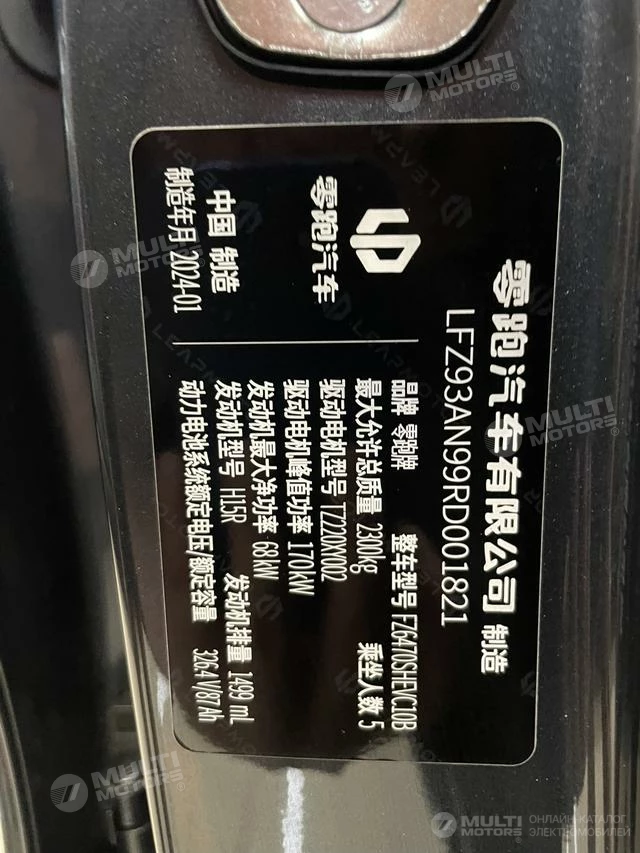 零跑汽车有限公司 制造
LFZ93AN99RD001821
零跑汽车
中国 制造
制造年月 2024-01
品牌 零跑牌 整车型号 FZ6470SHEVC10B
最大允许总质量 2300kg 乘坐人数 5
驱动电机型号 TZ220XY002
驱动电机峰值功率 170kW
发动机最大净功率 68kW
发动机型号 H15R 发动机排量 1499 mL
动力电池系统额定电压/额定容量 326.4 V/87 Ah
MULTI MOTORS
MULTI MOTORS
MULTI MOTORS
MULTI MOTORS
MULTI MOTORS ОНЛАЙН-КАТАЛОГ ЭЛЕКТРОМОБИЛЕЙ